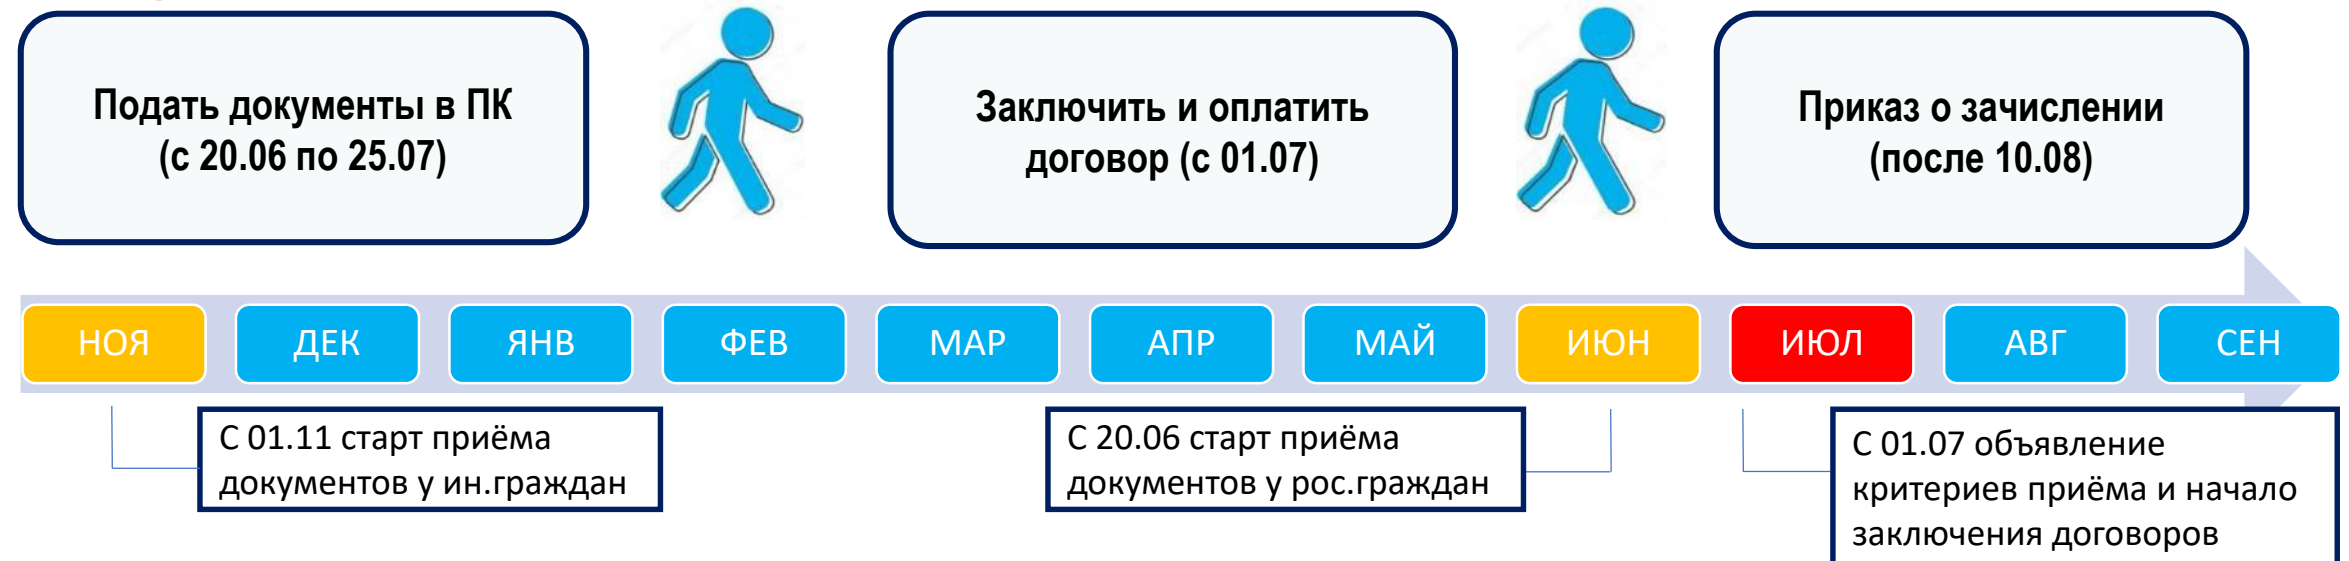 Подать документы в ПК
(с 20.06 по 25.07)
Заключить и оплатить
договор (с 01.07)
Приказ о зачислении
(после 10.08)
НОЯ
ДЕК
ЯНВ
ФЕВ
МАР
АПР
МАЙ
ИЮН
ИЮЛ
АВГ
СЕН
С 01.11 старт приёма
документов у ин.граждан
С 20.06 старт приёма
документов у рос.граждан
С 01.07 объявление
критериев приёма и начало
заключения договоров